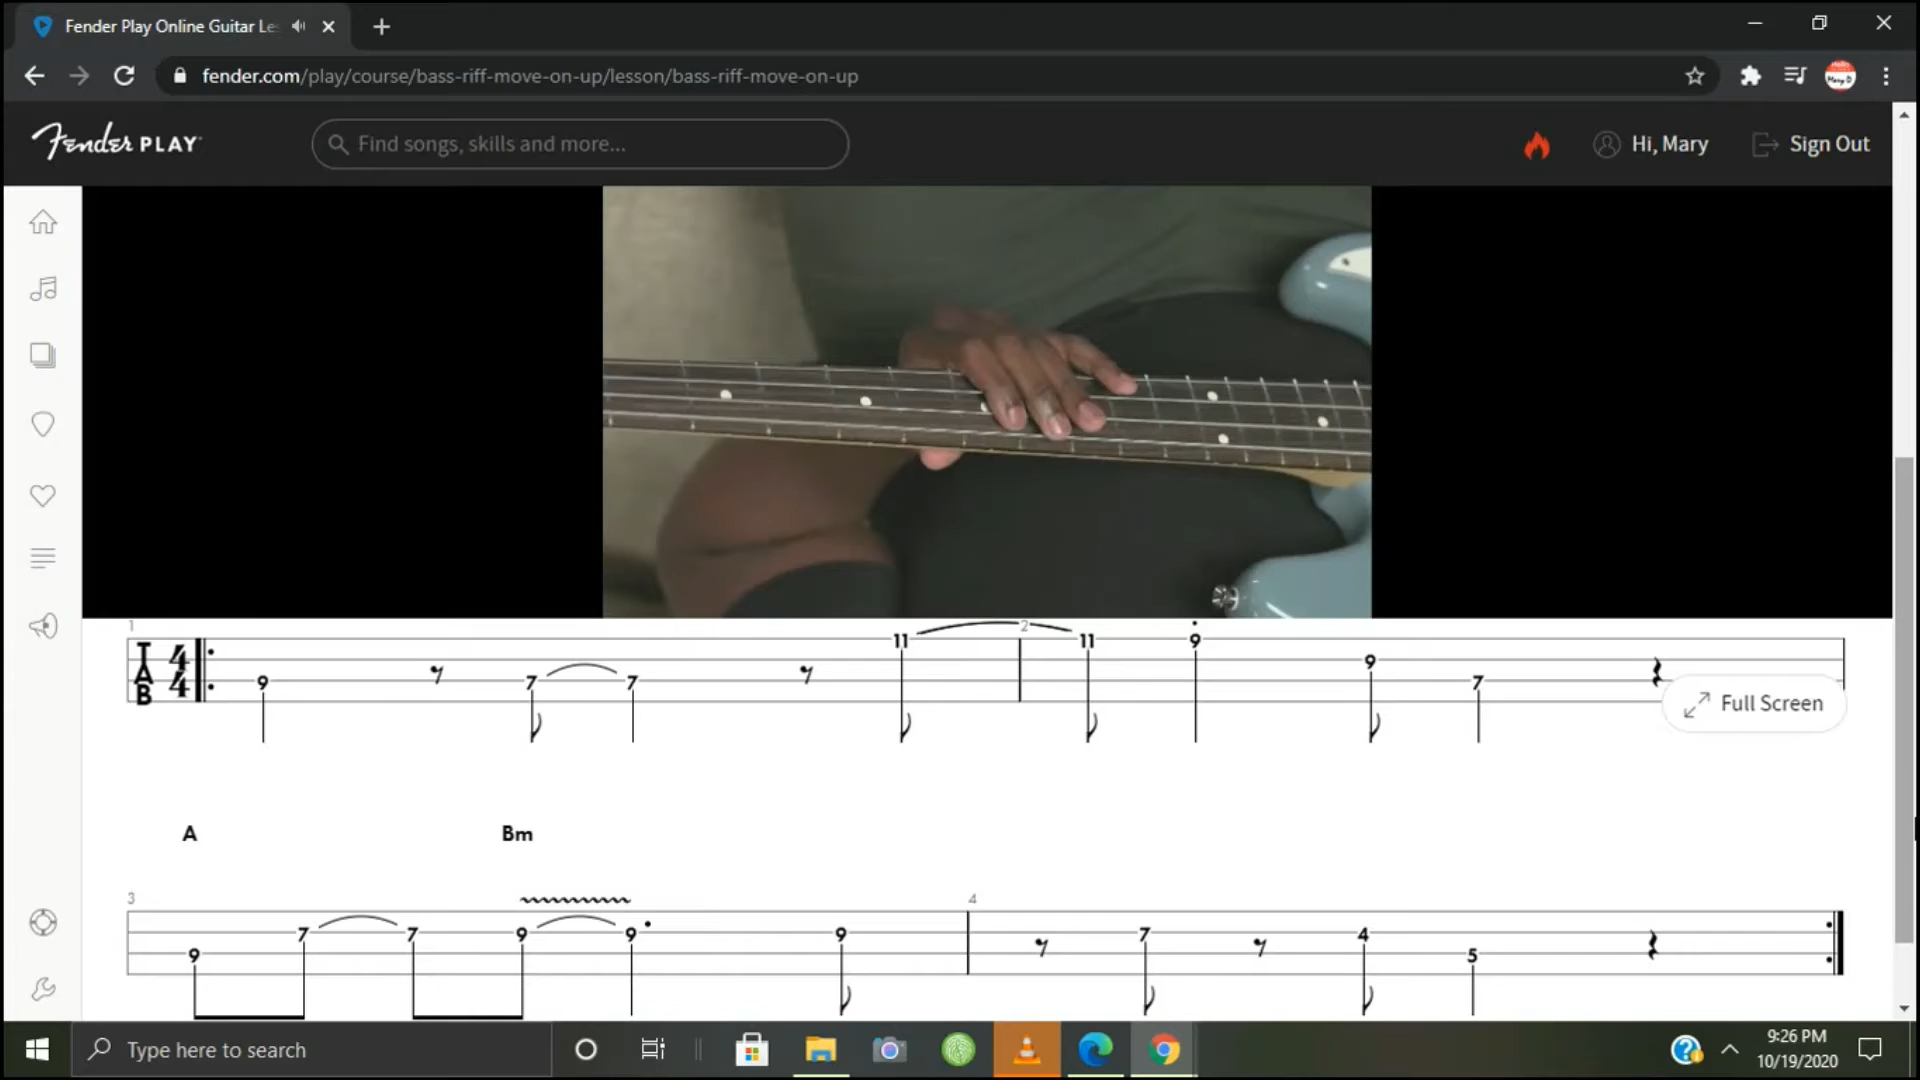 Fender Play Online Guitar Le
fender.com/play/course/bass-riff-move-on-up/lesson/bass-riff-move-on-up
Fender PLAY
Find songs, skills and more...
Hi, Mary
Sign Out
1
2
TAB
4
4
9 7 7 11 11 9 9 7
Full Screen
A Bm
3
4
9 7 7 9 9 9 7 4 5
Type here to search
9:26 PM
10/19/2020